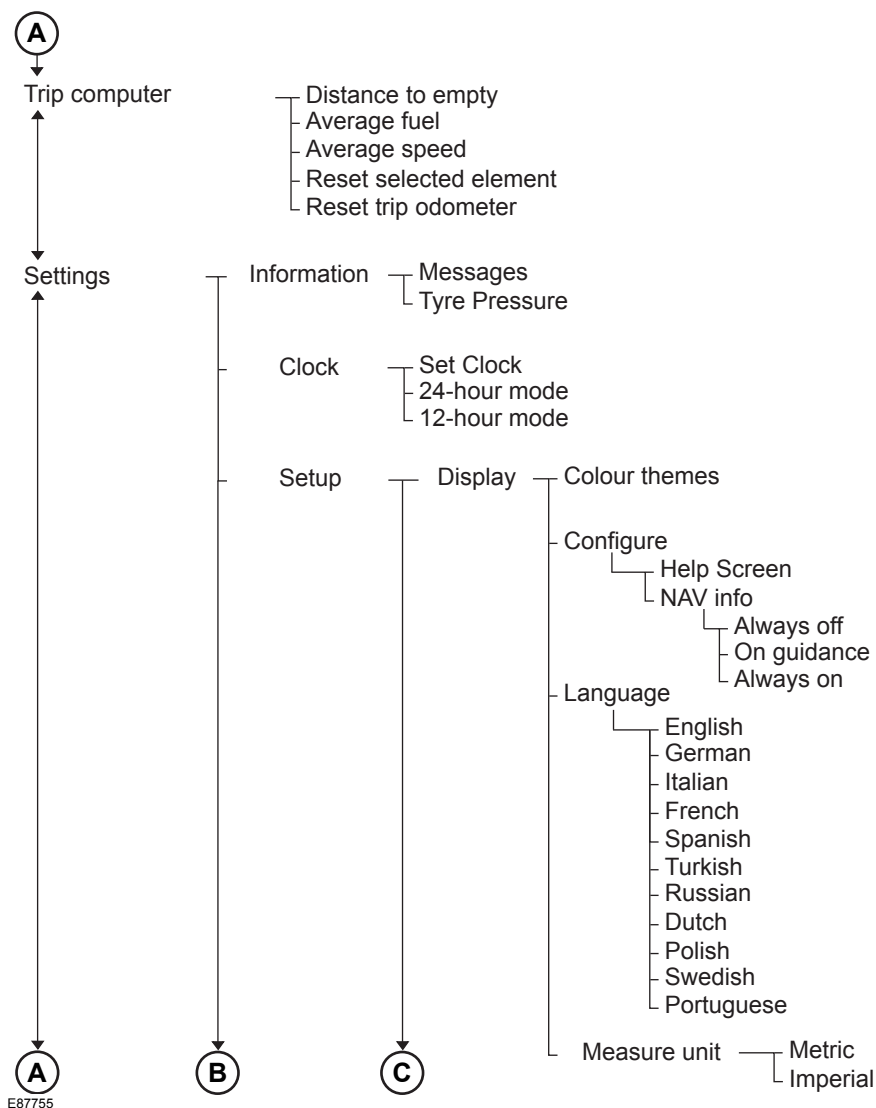 A
Trip computer
Distance to empty
Average fuel
Average speed
Reset selected element
Reset trip odometer
Settings
Information
Messages
Tyre Pressure
Clock
Set Clock
24-hour mode
12-hour mode
Setup
Display
Colour themes
Configure
Help Screen
NAV info
Always off
On guidance
Always on
Language
English
German
Italian
French
Spanish
Turkish
Russian
Dutch
Polish
Swedish
Portuguese
Measure unit
Metric
Imperial
A
B
C
E87755